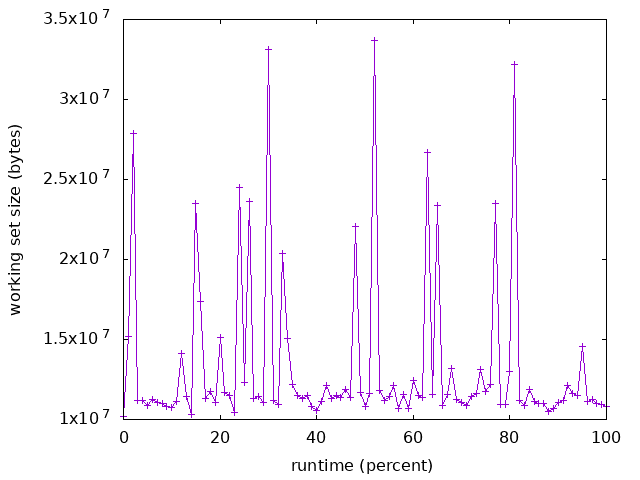 3.5x10^7
3x10^7
2.5x10^7
2x10^7
1.5x10^7
1x10^7
working set size (bytes)
0 20 40 60 80 100
runtime (percent)